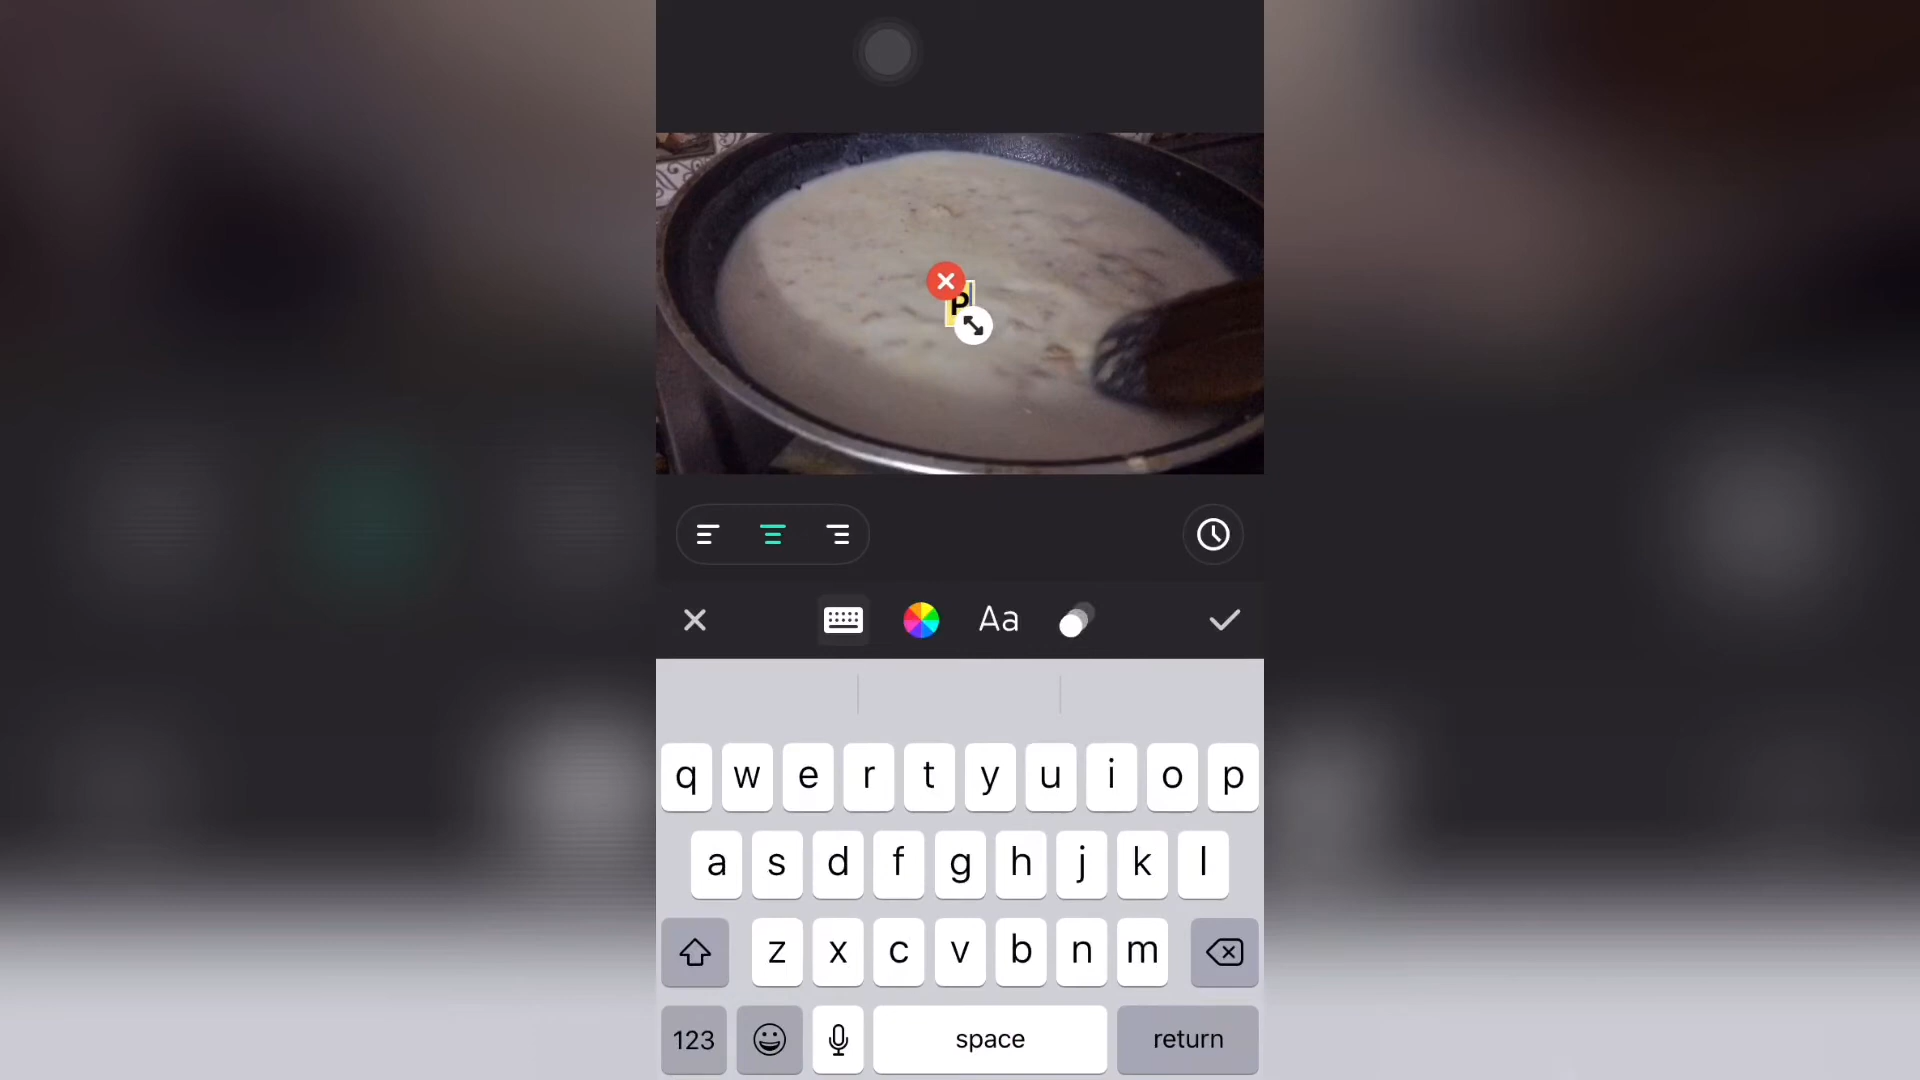 P
Aa
q w e r t y u i o p
a s d f g h j k l
z x c v b n m
123 space return